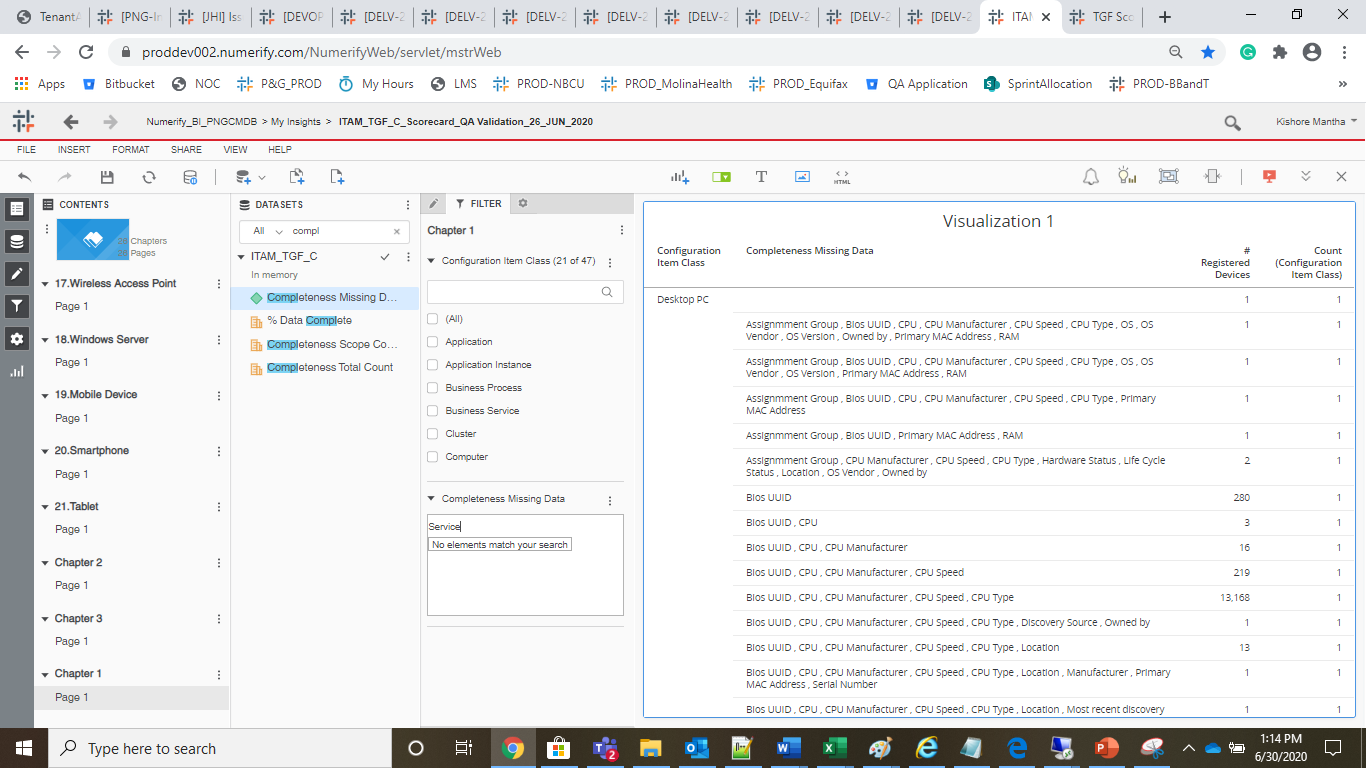 TenantA
[PNG-In
[JHI] Iss
[DEVOP
[DELV-2
[DELV-2
[DELV-2
[DELV-2
[DELV-2
[DELV-2
[DELV-2
[DELV-2
ITAM
TGF Sco
proddev002.numerify.com/NumerifyWeb/servlet/mstrWeb
Apps
Bitbucket
NOC
P&G_PROD
My Hours
LMS
PROD-NBCU
PROD_MolinaHealth
PROD_Equifax
QA Application
SprintAllocation
PROD-BBandT
Numerify_BI_PNGCMDB > My Insights > ITAM_TGF_C_Scorecard_QA Validation_26_JUN_2020
Kishore Mantha
FILE INSERT FORMAT SHARE VIEW HELP
HTML
CONTENTS
Chapters
Pages
17.Wireless Access Point
Page 1
18.Windows Server
Page 1
19.Mobile Device
Page 1
20.Smartphone
Page 1
21.Tablet
Page 1
Chapter 2
Page 1
Chapter 3
Page 1
Chapter 1
Page 1
DATASETS
All compl
ITAM_TGF_C
In memory
Completeness Missing D...
% Data Complete
Completeness Scope Co...
Completeness Total Count
FILTER
Chapter 1
Configuration Item Class (21 of 47)
(All)
Application
Application Instance
Business Process
Business Service
Cluster
Computer
Completeness Missing Data
Service
No elements match your search
Visualization 1
Configuration
Item Class
Completeness Missing Data
#
Registered
Devices
Count
(Configuration
Item Class)
Desktop PC 1 1
Assignmment Group , Bios UUID , CPU , CPU Manufacturer , CPU Speed , CPU Type , OS , OS 1 1
Vendor , OS Version , Owned by , Primary MAC Address , RAM
Assignmment Group , Bios UUID , CPU , CPU Manufacturer , CPU Speed , CPU Type , OS , OS 1 1
Vendor , OS Version , Primary MAC Address , RAM
Assignmment Group , Bios UUID , CPU , CPU Manufacturer , CPU Speed , CPU Type , Primary 1 1
MAC Address
Assignmment Group , Bios UUID , Primary MAC Address , RAM 1 1
Assignmment Group , CPU Manufacturer , CPU Speed , CPU Type , Hardware Status , Life Cycle 2 1
Status , Location , OS Vendor , Owned by
Bios UUID 280 1
Bios UUID , CPU 3 1
Bios UUID , CPU , CPU Manufacturer 16 1
Bios UUID , CPU , CPU Manufacturer , CPU Speed 219 1
Bios UUID , CPU , CPU Manufacturer , CPU Speed , CPU Type 13,168 1
Bios UUID , CPU , CPU Manufacturer , CPU Speed , CPU Type , Discovery Source , Owned by 1 1
Bios UUID , CPU , CPU Manufacturer , CPU Speed , CPU Type , Location 13 1
Bios UUID , CPU , CPU Manufacturer , CPU Speed , CPU Type , Location , Manufacturer , Primary 1 1
MAC Address , Serial Number
Bios UUID , CPU , CPU Manufacturer , CPU Speed , CPU Type , Location , Most recent discovery 1 1
Type here to search
2
1:14 PM
6/30/2020